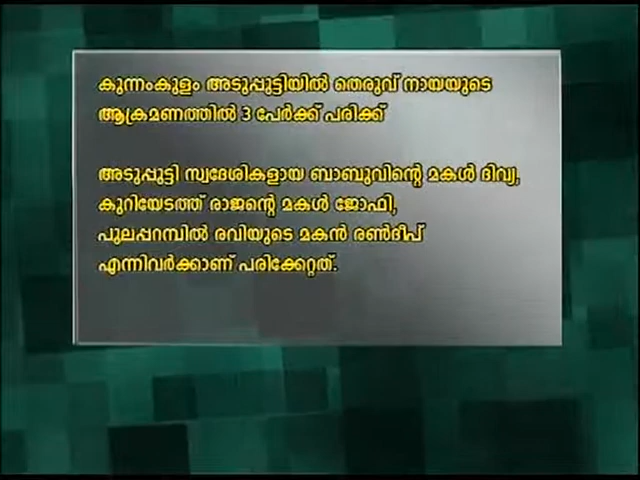 കുന്നംകുളം അടുപ്പുട്ടിയിൽ തെരുവ് നായയുടെ
ആക്രമണത്തിൽ 3 പേർക്ക് പരിക്ക്
അടുപ്പുട്ടി സ്വദേശികളായ ബാബുവിന്റെ മകൾ ദിവ്യ,
കുറിയേടത്ത് രാജന്റെ മകൾ ജോഫി,
പുലപ്പറമ്പിൽ രവിയുടെ മകൻ രൺദീപ്
എന്നിവർക്കാണ് പരിക്കേറ്റത്.